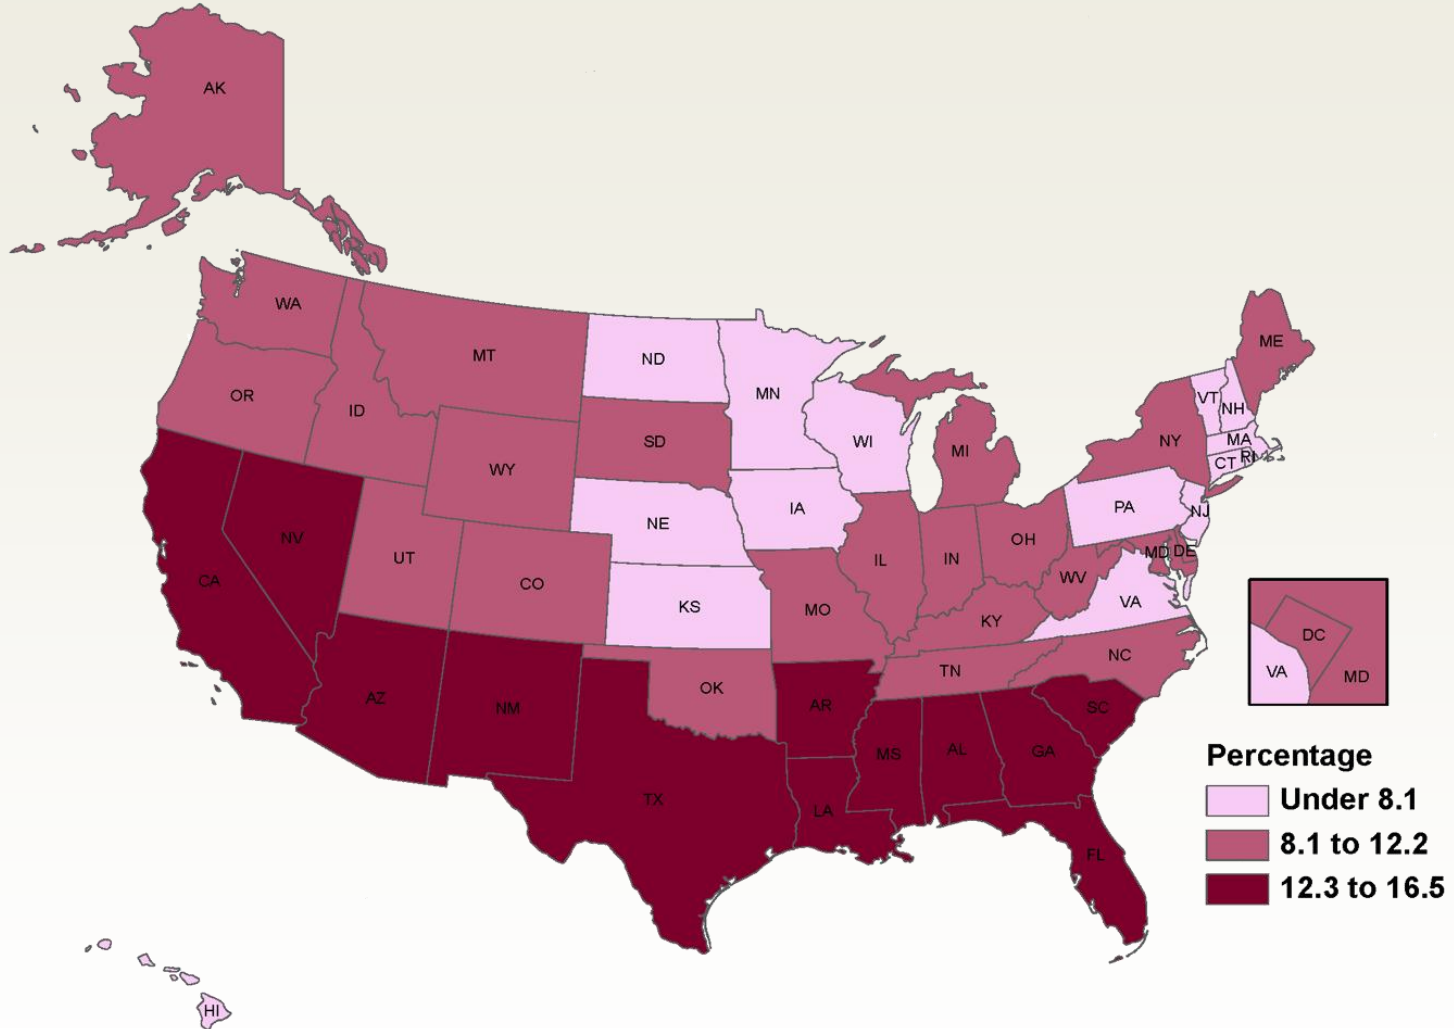 AK
WA
MT
ND
MN
ME
OR
ID
SD
WI
MI
NY
VT
NH
MA
CT
RI
WY
NE
IA
PA
NJ
NV
UT
CO
CA
KS
MO
IL
IN
OH
WV
MD
DE
VA
KY
NC
TN
AZ
NM
OK
AR
SC
MS
AL
GA
TX
LA
FL
HI
DC
VA
MD
Percentage
Under 8.1
8.1 to 12.2
12.3 to 16.5